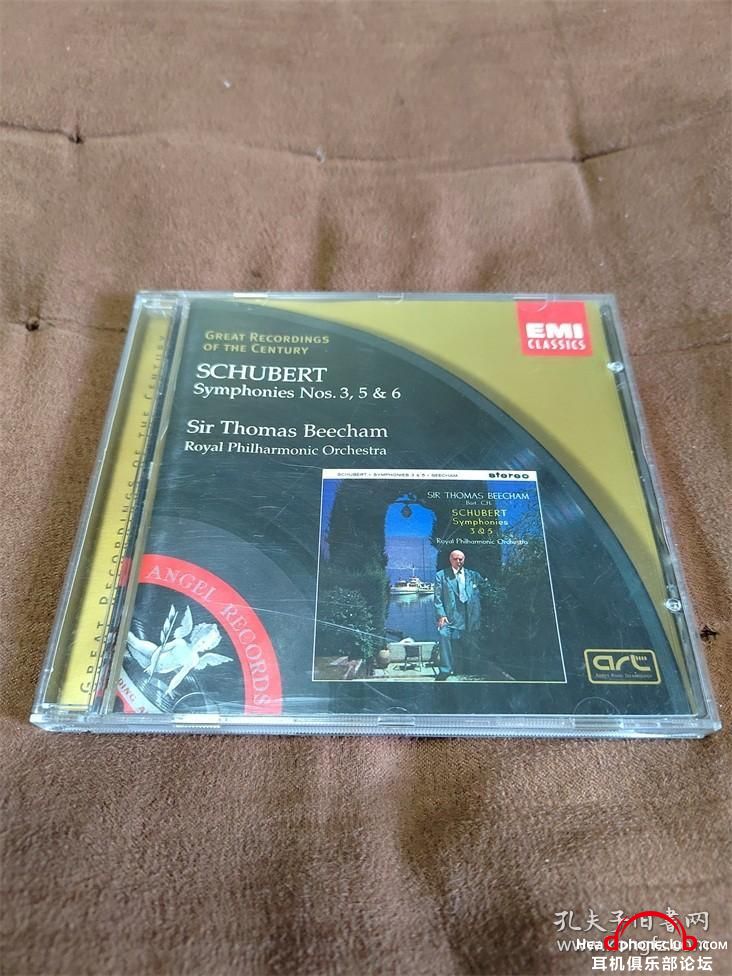 GREAT RECORDINGS
OF THE CENTURY
SCHUBERT
Symphonies Nos. 3, 5 & 6
Sir Thomas Beecham
Royal Philharmonic Orchestra
EMI
CLASSICS
SCHUBERT • SYMPHONIES 3 & 5 • BEECHAM
stereo
SIR THOMAS BEECHAM
Bart. C.H.
SCHUBERT
Symphonies
3 & 5
Royal Philharmonic Orchestra
ANGEL RECORDS
art
GREAT RECORDINGS OF THE CENTURY
孔夫子旧书网
耳机俱乐部论坛